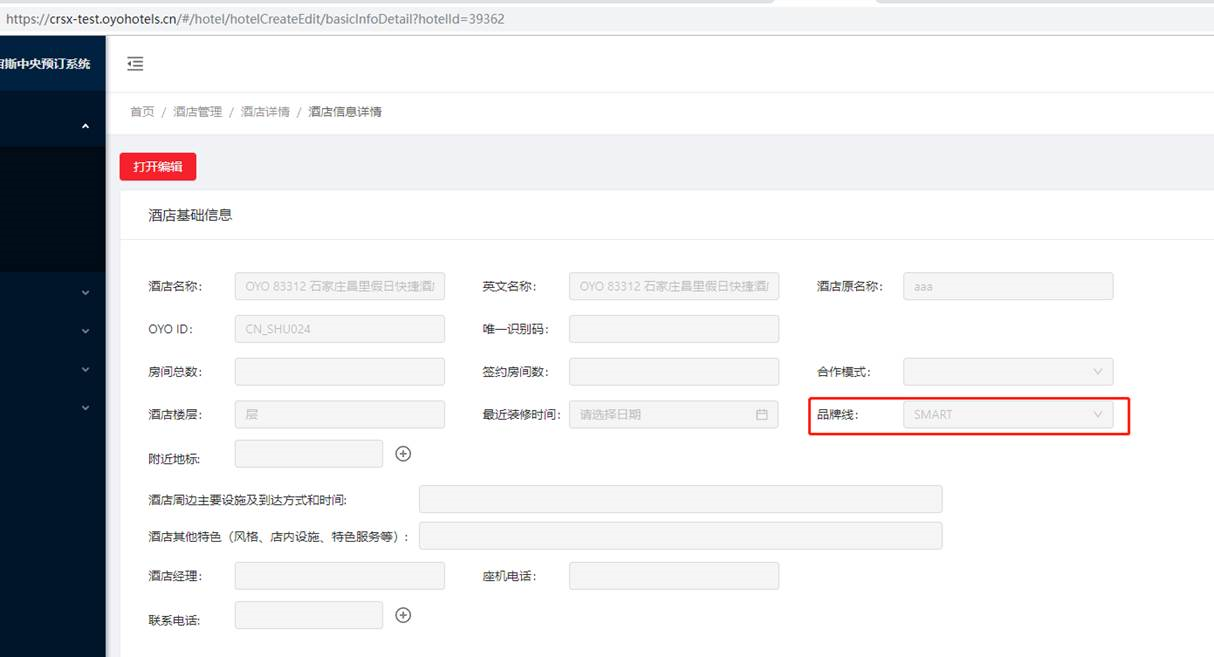 https://crsx-test.oyohotels.cn/#/hotel/hotelCreateEdit/basicInfoDetail?hotelId=39362
斯中央预订系统
首页 / 酒店管理 / 酒店详情 / 酒店信息详情
打开编辑
酒店基础信息
酒店名称: OYO 83312 石家庄昌里假日快捷酒 英文名称: OYO 83312 石家庄昌里假日快捷酒 酒店原名称: aaa
OYO ID: CN_SHU024 唯一识别码:
房间总数: 签约房间数: 合作模式:
酒店楼层: 层 最近装修时间: 请选择日期 品牌线: SMART
附近地标:
酒店周边主要设施及到达方式和时间:
酒店其他特色（风格、店内设施、特色服务等）:
酒店经理: 座机电话:
联系电话: